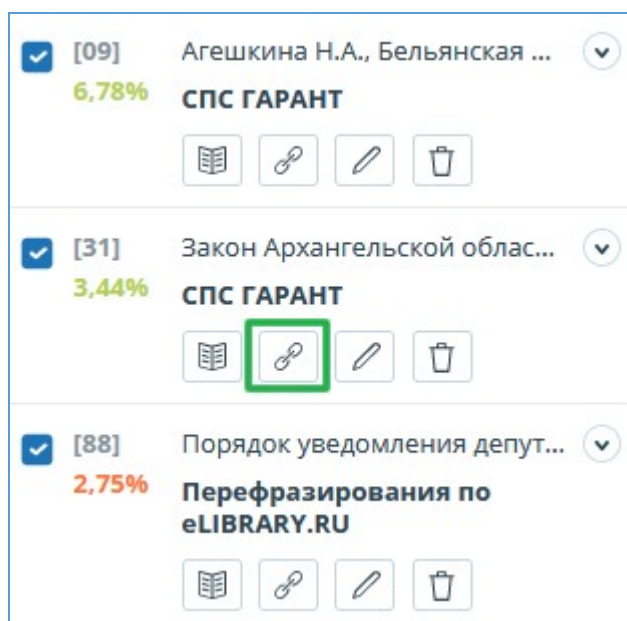 [09] Агешкина Н.А., Бельянская ...
6,78% СПС ГАРАНТ
[31] Закон Архангельской облас...
3,44% СПС ГАРАНТ
[88] Порядок уведомления депут...
2,75% Перефразирования по
eLIBRARY.RU